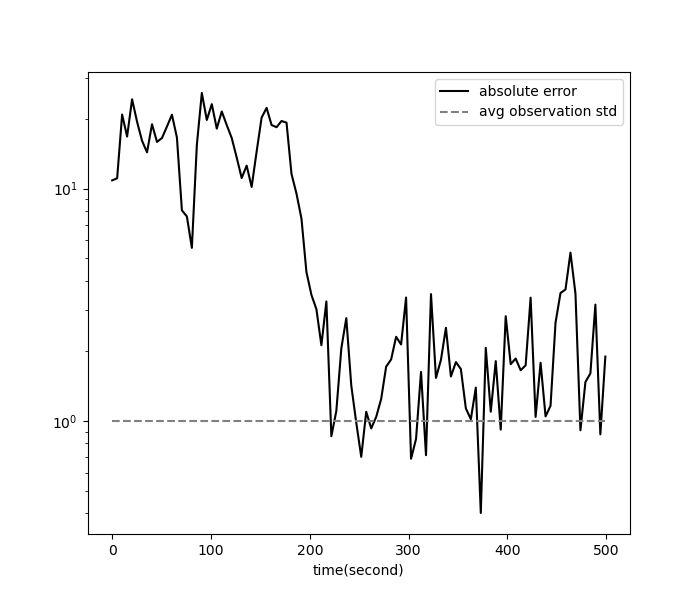 absolute error
avg observation std
10¹
10⁰
0 100 200 300 400 500
time(second)